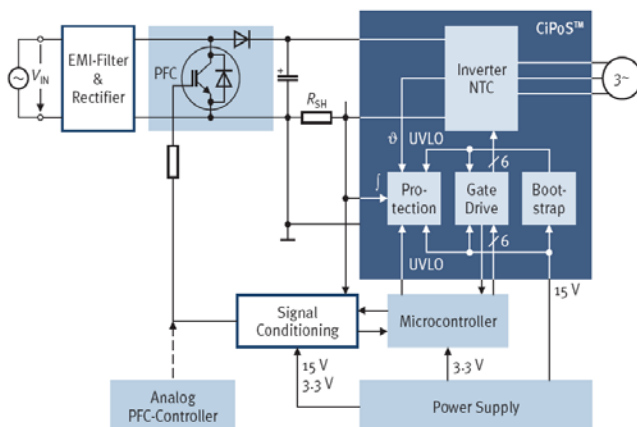 CiPoS™
EMI-Filter
&
Rectifier
V_IN
~
PFC
+
R_SH
Inverter
NTC
3~
ϑ
UVLO
6
∫
Pro-
tection
Gate
Drive
Boot-
strap
6
UVLO
15 V
Signal
Conditioning
Microcontroller
15 V
3.3 V
3.3 V
Analog
PFC-Controller
Power Supply